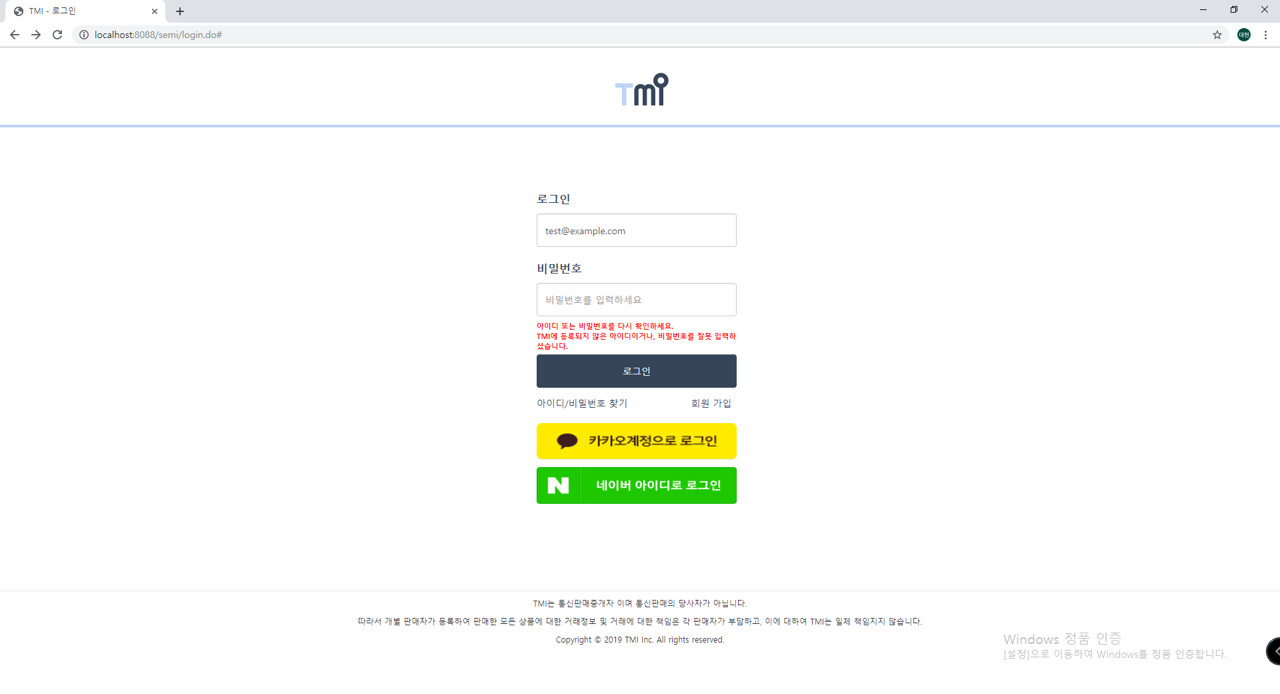 TMI - 로그인
localhost:8088/semi/login.do#
대현
TMI
로그인
test@example.com
비밀번호
비밀번호를 입력하세요
아이디 또는 비밀번호를 다시 확인하세요.
TMI에 등록되지 않은 아이디이거나, 비밀번호를 잘못 입력하
셨습니다.
로그인
아이디/비밀번호 찾기 회원 가입
카카오계정으로 로그인
N 네이버 아이디로 로그인
TMI는 통신판매중개자 이며 통신판매의 당사자가 아닙니다.
따라서 개별 판매자가 등록하여 판매한 모든 상품에 대한 거래정보 및 거래에 대한 책임은 각 판매자가 부담하고, 이에 대하여 TMI는 일체 책임지지 않습니다.
Copyright © 2019 TMI Inc. All rights reserved.
Windows 정품 인증
[설정]으로 이동하여 Windows를 정품 인증합니다.